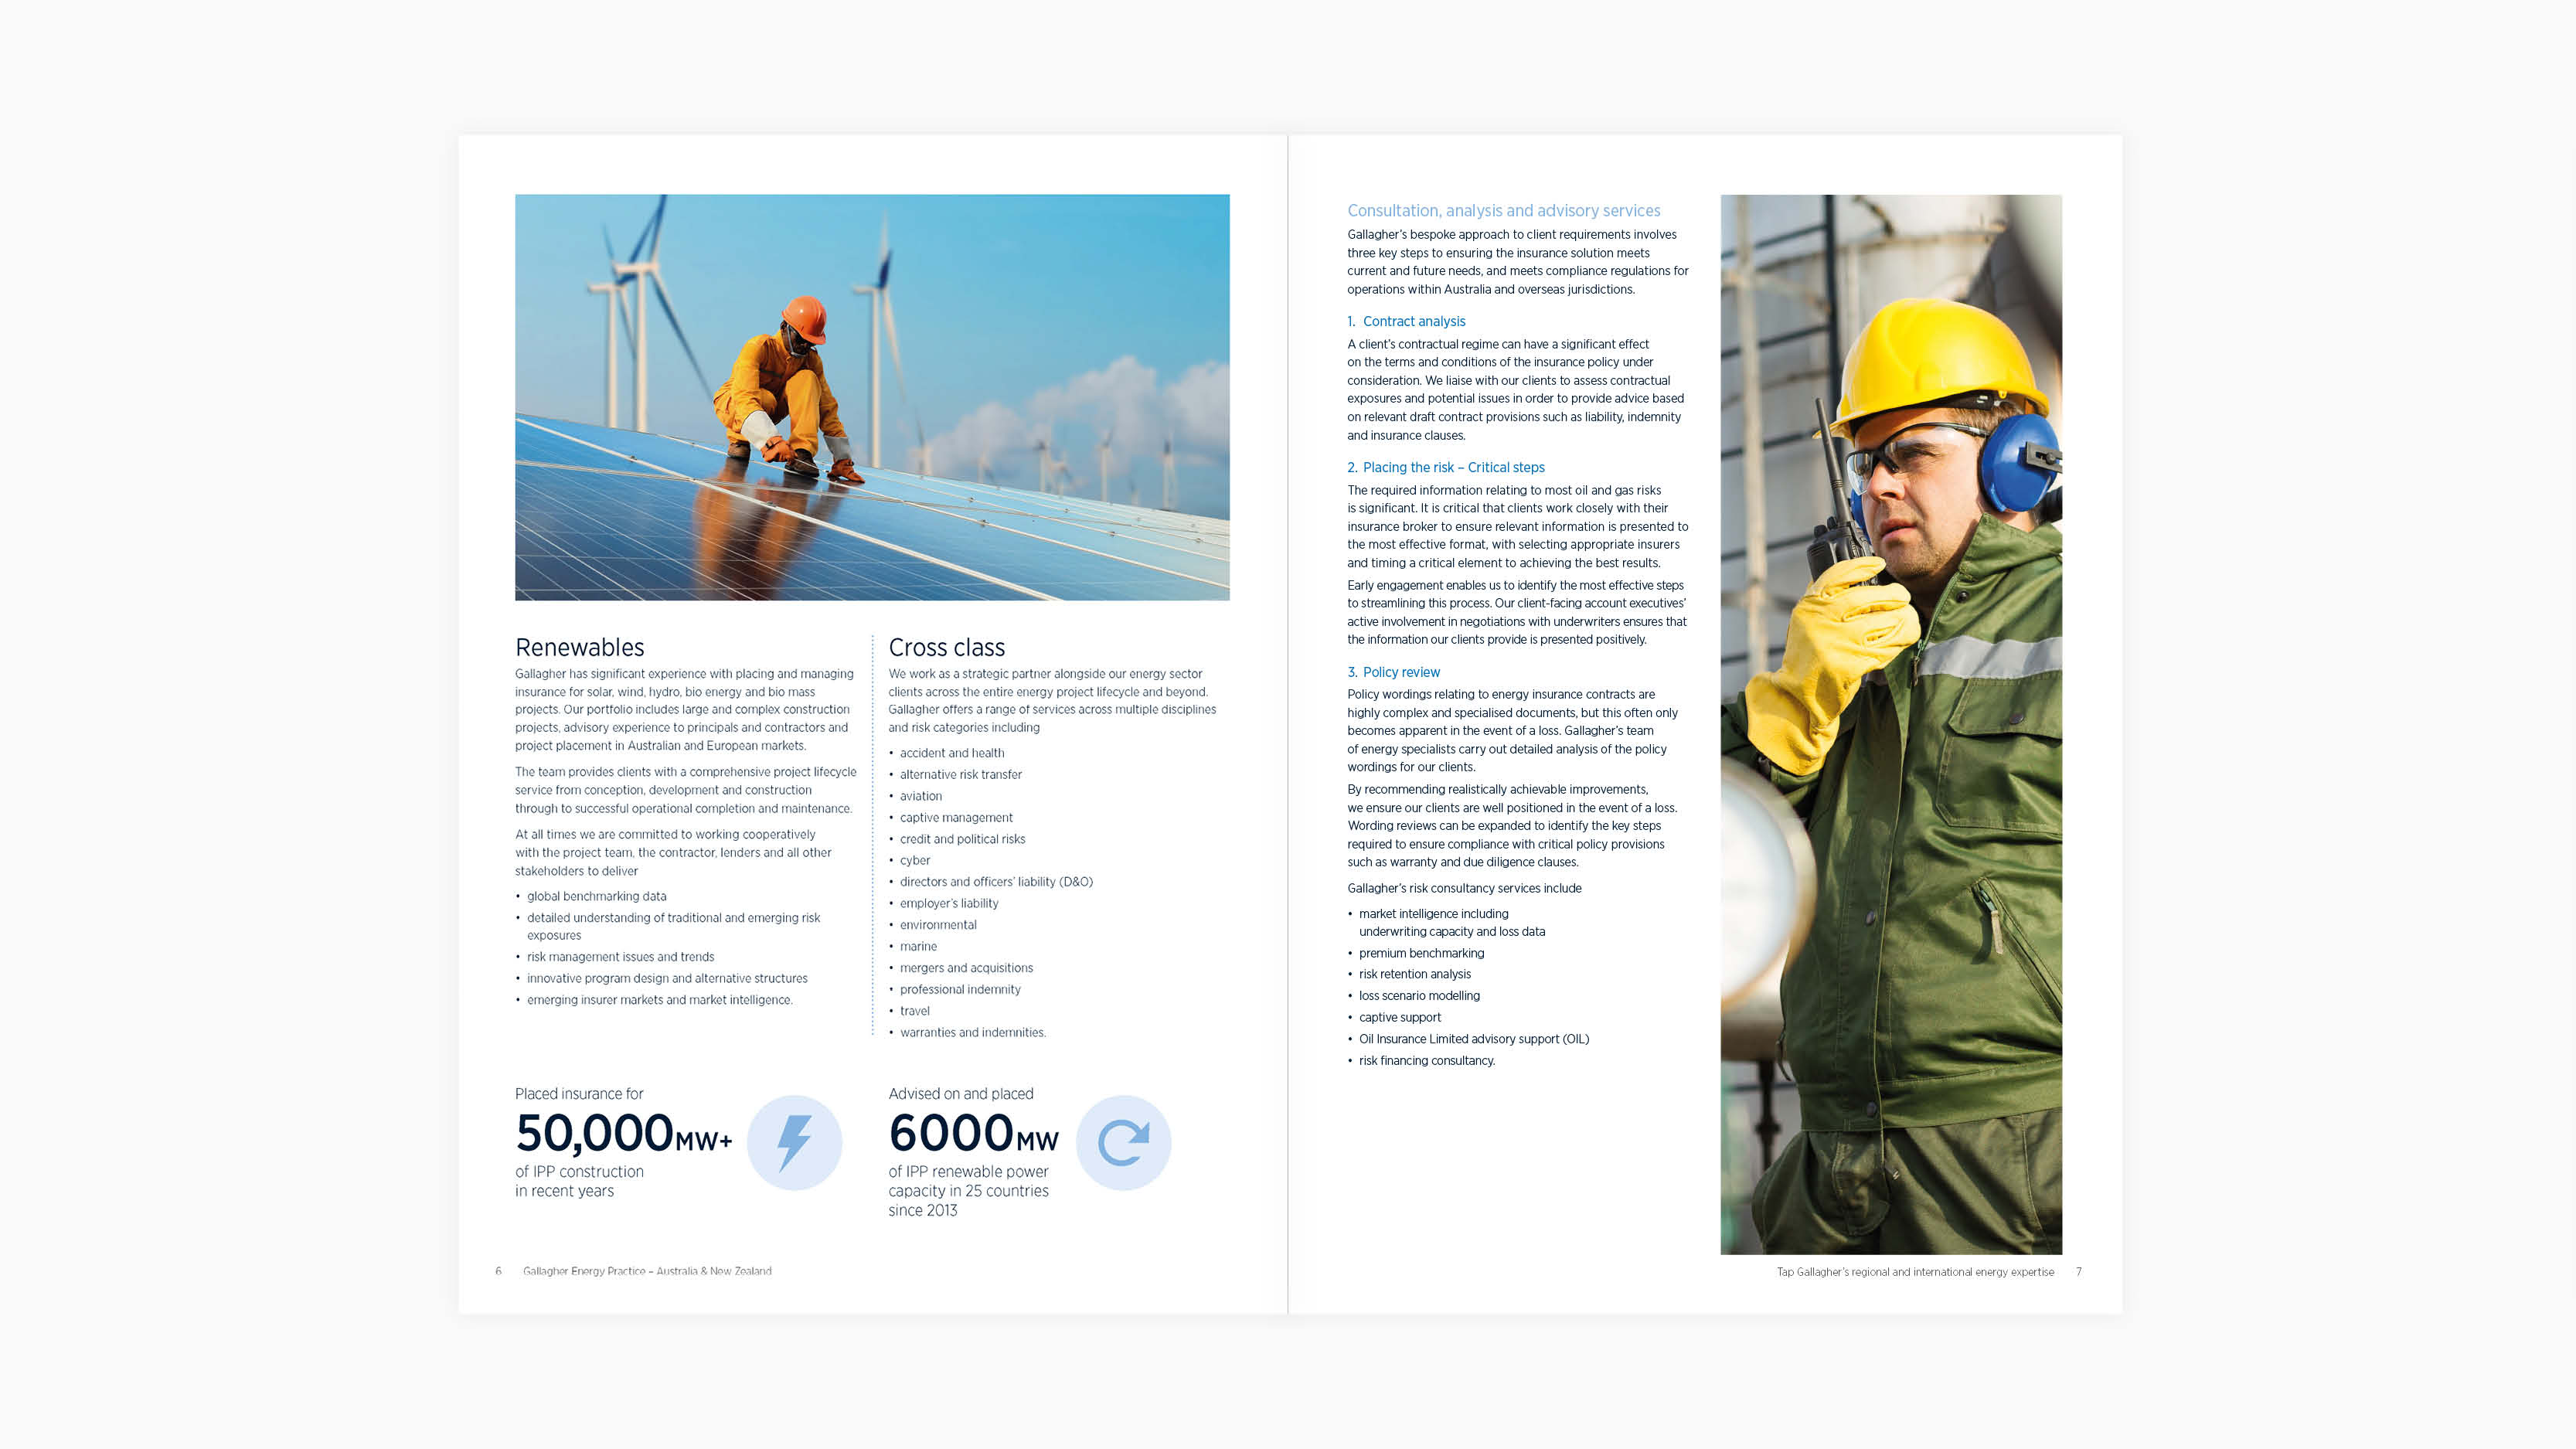 Renewables
Gallagher has significant experience with placing and managing
insurance for solar, wind, hydro, bio energy and bio mass
projects. Our portfolio includes large and complex construction
projects, advisory experience to principals and contractors and
project placement in Australian and European markets.
The team provides clients with a comprehensive project lifecycle
service from conception, development and construction
through to successful operational completion and maintenance.
At all times we are committed to working cooperatively
with the project team, the contractor, lenders and all other
stakeholders to deliver
• global benchmarking data
• detailed understanding of traditional and emerging risk
exposures
• risk management issues and trends
• innovative program design and alternative structures
• emerging insurer markets and market intelligence.
Cross class
We work as a strategic partner alongside our energy sector
clients across the entire energy project lifecycle and beyond.
Gallagher offers a range of services across multiple disciplines
and risk categories including
• accident and health
• alternative risk transfer
• aviation
• captive management
• credit and political risks
• cyber
• directors and officers' liability (D&O)
• employer's liability
• environmental
• marine
• mergers and acquisitions
• professional indemnity
• travel
• warranties and indemnities.
Placed insurance for
50,000MW+
of IPP construction
in recent years
Advised on and placed
6000MW
of IPP renewable power
capacity in 25 countries
since 2013
6 Gallagher Energy Practice – Australia & New Zealand
Consultation, analysis and advisory services
Gallagher's bespoke approach to client requirements involves
three key steps to ensuring the insurance solution meets
current and future needs, and meets compliance regulations for
operations within Australia and overseas jurisdictions.
1. Contract analysis
A client's contractual regime can have a significant effect
on the terms and conditions of the insurance policy under
consideration. We liaise with our clients to assess contractual
exposures and potential issues in order to provide advice based
on relevant draft contract provisions such as liability, indemnity
and insurance clauses.
2. Placing the risk – Critical steps
The required information relating to most oil and gas risks
is significant. It is critical that clients work closely with their
insurance broker to ensure relevant information is presented to
the most effective format, with selecting appropriate insurers
and timing a critical element to achieving the best results.
Early engagement enables us to identify the most effective steps
to streamlining this process. Our client-facing account executives'
active involvement in negotiations with underwriters ensures that
the information our clients provide is presented positively.
3. Policy review
Policy wordings relating to energy insurance contracts are
highly complex and specialised documents, but this often only
becomes apparent in the event of a loss. Gallagher's team
of energy specialists carry out detailed analysis of the policy
wordings for our clients.
By recommending realistically achievable improvements,
we ensure our clients are well positioned in the event of a loss.
Wording reviews can be expanded to identify the key steps
required to ensure compliance with critical policy provisions
such as warranty and due diligence clauses.
Gallagher's risk consultancy services include
• market intelligence including
underwriting capacity and loss data
• premium benchmarking
• risk retention analysis
• loss scenario modelling
• captive support
• Oil Insurance Limited advisory support (OIL)
• risk financing consultancy.
Tap Gallagher's regional and international energy expertise 7